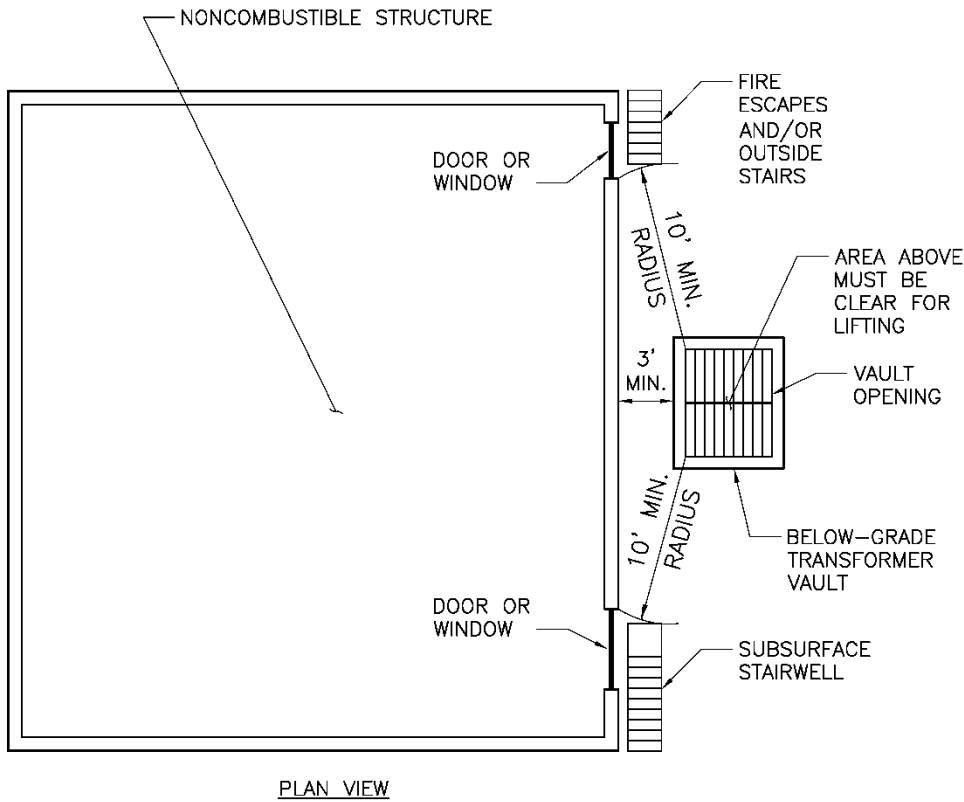 NONCOMBUSTIBLE STRUCTURE
FIRE
ESCAPES
AND/OR
OUTSIDE
STAIRS
DOOR OR
WINDOW
10' MIN.
RADIUS
AREA ABOVE
MUST BE
CLEAR FOR
LIFTING
3'
MIN.
VAULT
OPENING
10' MIN.
RADIUS
BELOW-GRADE
TRANSFORMER
VAULT
DOOR OR
WINDOW
SUBSURFACE
STAIRWELL
PLAN VIEW